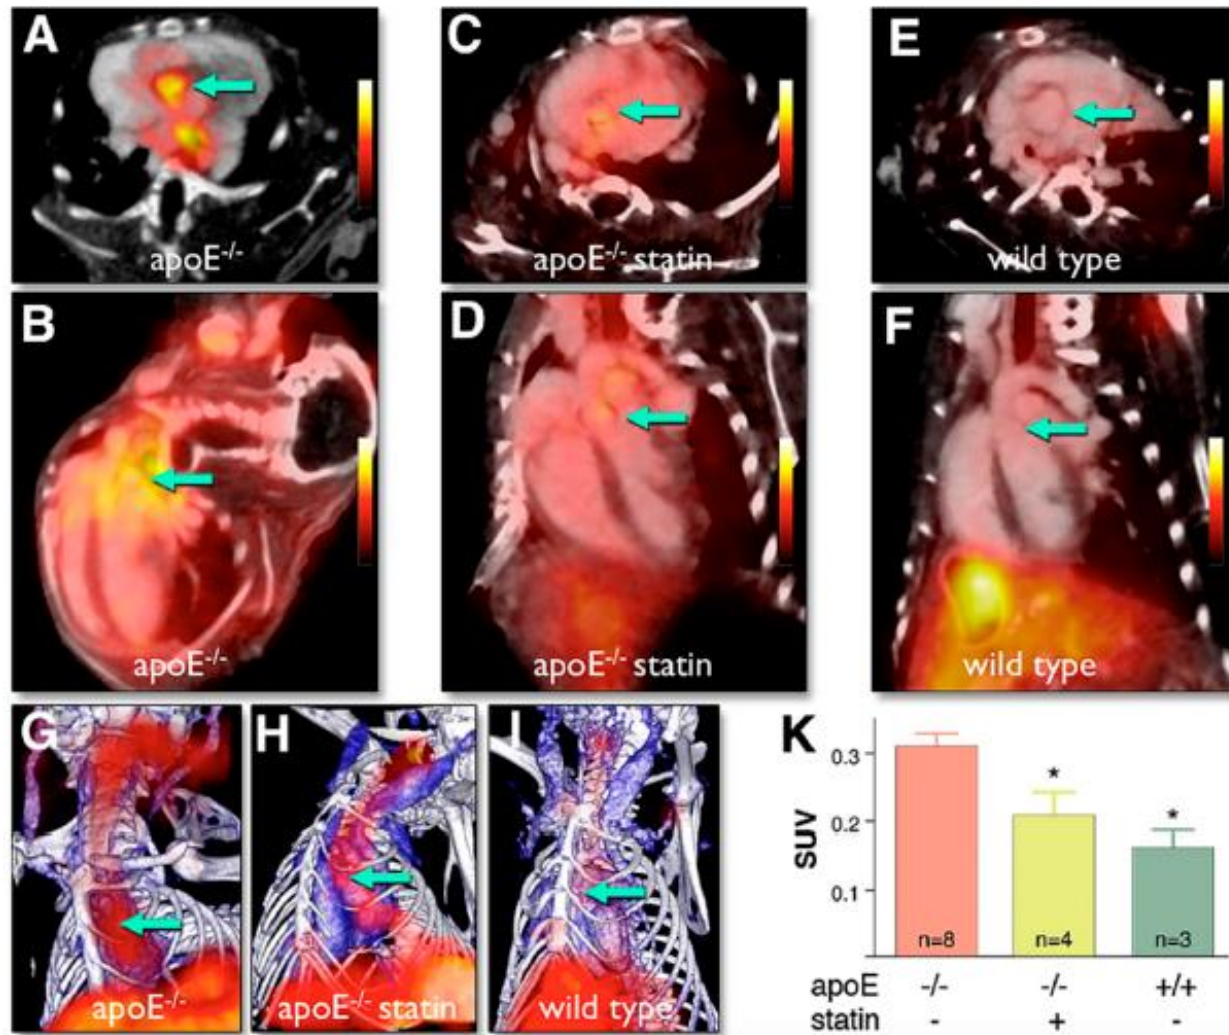 A
apoE-/-
C
apoE-/- statin
E
wild type
B
apoE-/-
D
apoE-/- statin
F
wild type
G
apoE-/-
H
apoE-/- statin
I
wild type
K
SUV
0.3
0.2
0.1
* *
n=8 n=4 n=3
apoE -/- -/- +/+
statin - + -